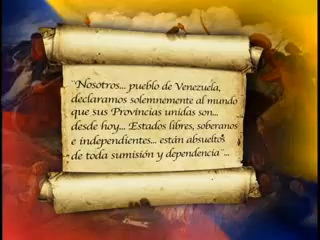 ¨Nosotros... pueblo de Venezuela,
declaramos solemnemente al mundo
que sus Provincias unidas son...
desde hoy... Estados libres, soberanos
e independientes... están absueltos
de toda sumisión y dependencia¨...